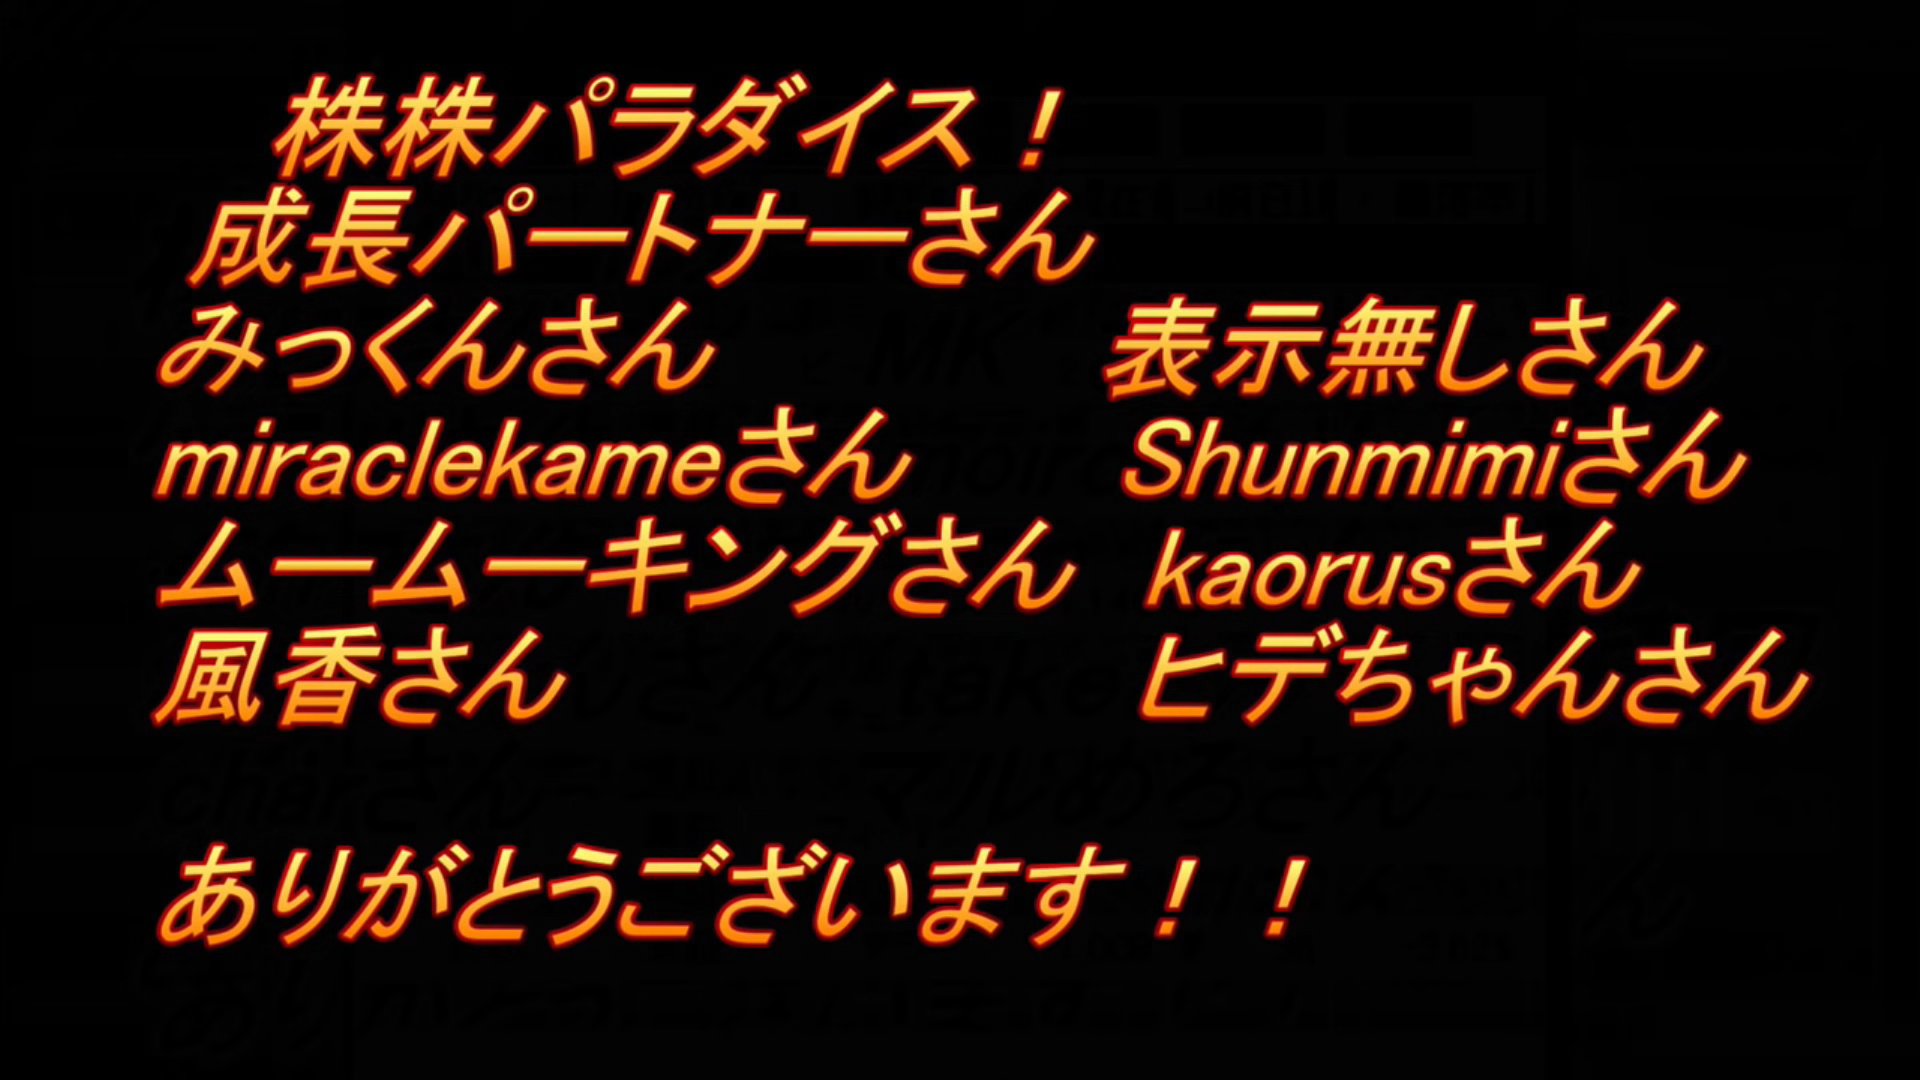 株株パラダイス！
成長パートナーさん
みっくんさん 表示無しさん
miraclekameさん Shunmimiさん
ムームーキングさん kaorusさん
風香さん ヒデちゃんさん
ありがとうございます！！